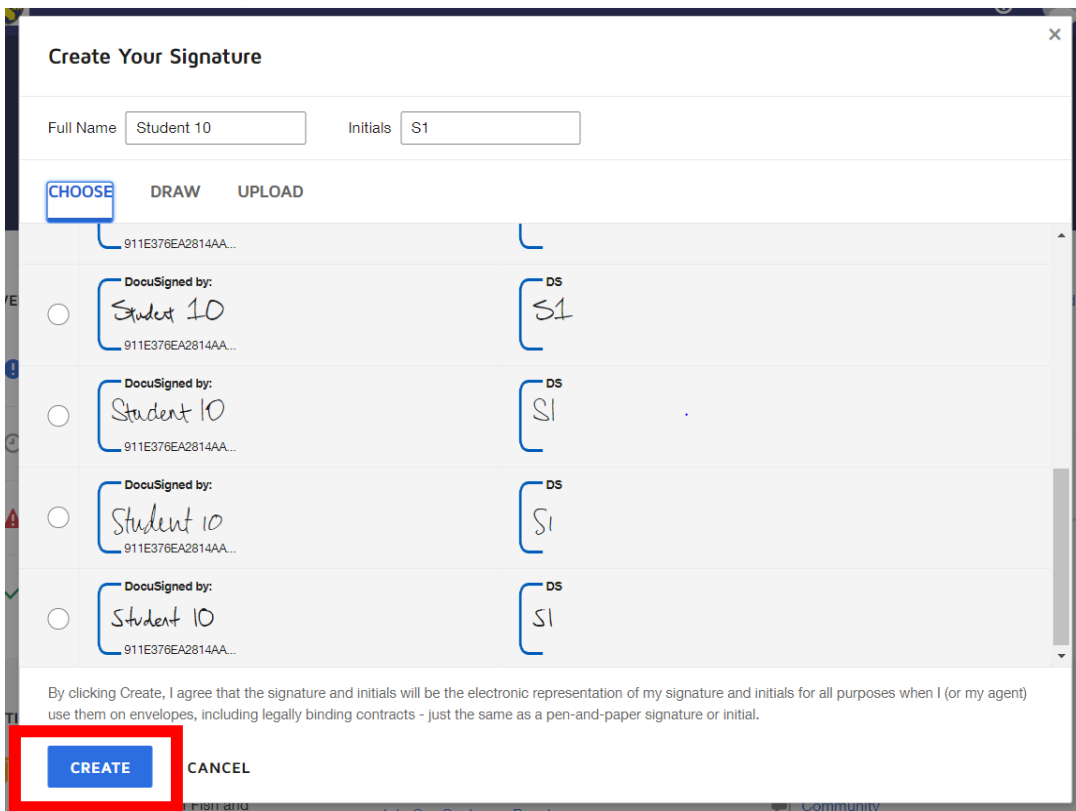 Create Your Signature
Full Name Student 10 Initials S1
CHOOSE DRAW UPLOAD
911E376EA2814AA...
DocuSigned by: DS
Student 10 S1
911E376EA2814AA...
DocuSigned by: DS
Student 10 S1
911E376EA2814AA...
DocuSigned by: DS
Student 10 S1
911E376EA2814AA...
DocuSigned by: DS
Student 10 S1
911E376EA2814AA...
By clicking Create, I agree that the signature and initials will be the electronic representation of my signature and initials for all purposes when I (or my agent)
use them on envelopes, including legally binding contracts - just the same as a pen-and-paper signature or initial.
CREATE CANCEL
Fish and
Community